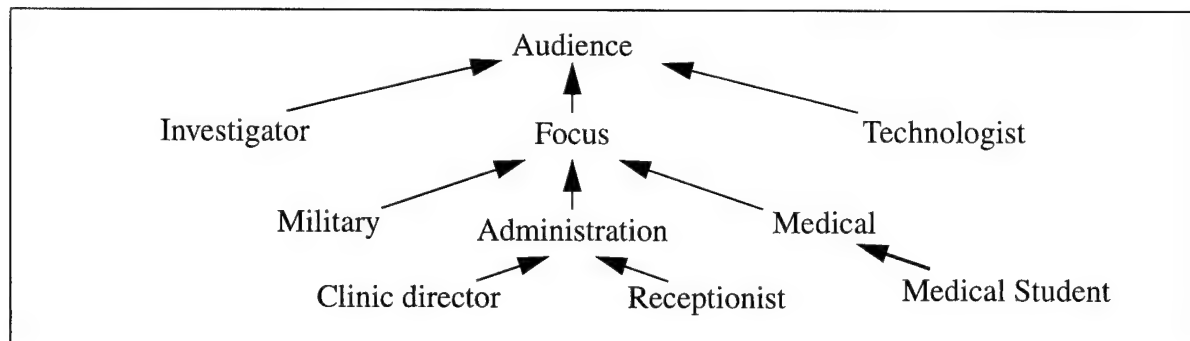 Audience
Investigator Focus Technologist
Military Administration Medical
Clinic director Receptionist Medical Student